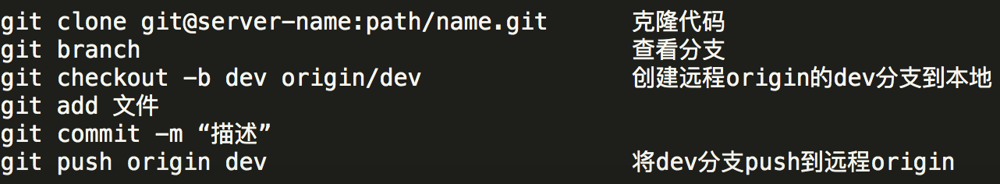 git clone git@server-name:path/name.git 克隆代码
git branch 查看分支
git checkout -b dev origin/dev 创建远程origin的dev分支到本地
git add 文件
git commit -m “描述”
git push origin dev 将dev分支push到远程origin